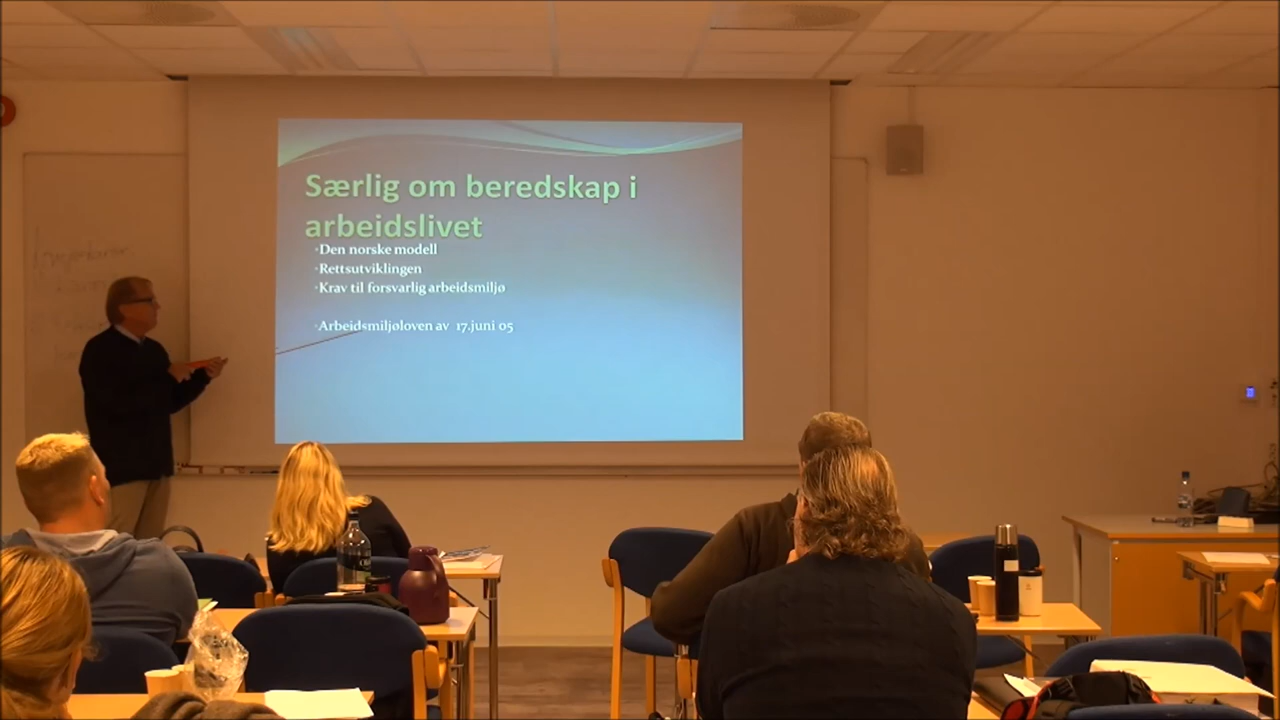 Særlig om beredskap i
arbeidslivet
•Den norske modell
•Rettsutviklingen
•Krav til forsvarlig arbeidsmiljø
•Arbeidsmiljøloven av 17.juni 05